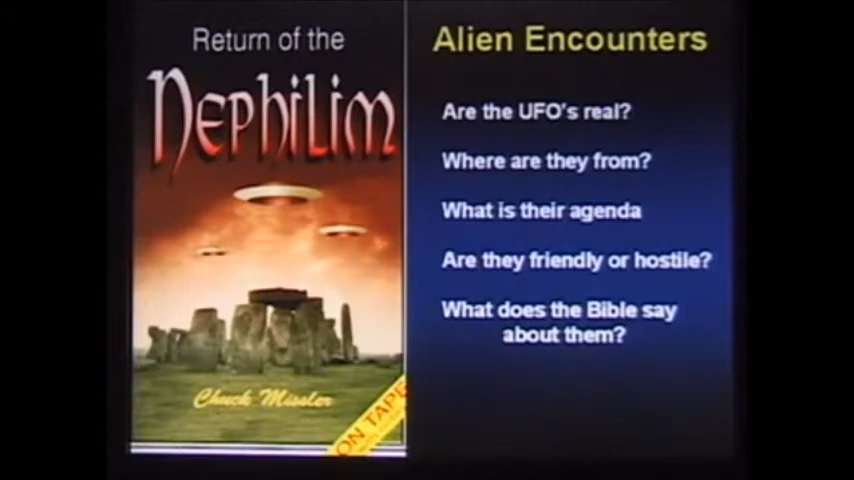 Return of the
Nephilim
Chuck Missler
ON TAPE
Alien Encounters
Are the UFO's real?
Where are they from?
What is their agenda
Are they friendly or hostile?
What does the Bible say
about them?